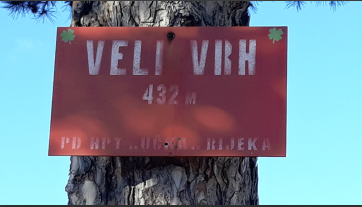 VELI VRH
432 M
PD HPT RIJEKA